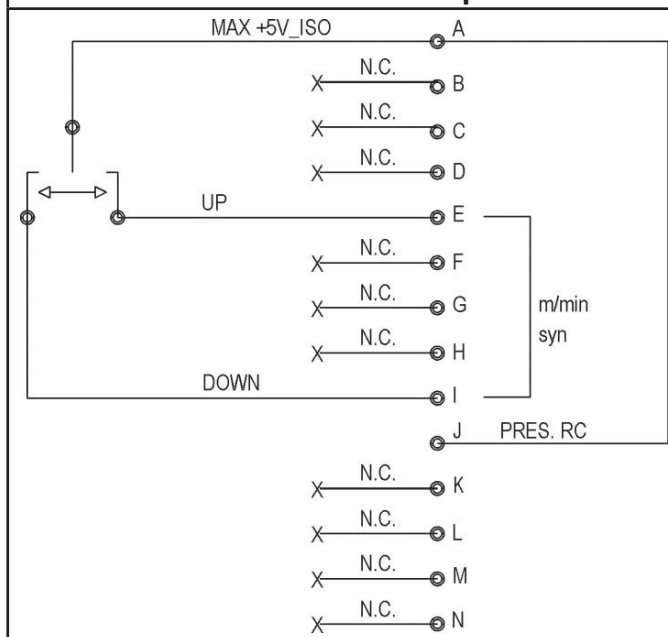 MAX +5V_ISO A
X N.C. B
X N.C. C
X N.C. D
UP E
X N.C. F
X N.C. G
X N.C. H
m/min
syn
DOWN I
J PRES. RC
X N.C. K
X N.C. L
X N.C. M
X N.C. N